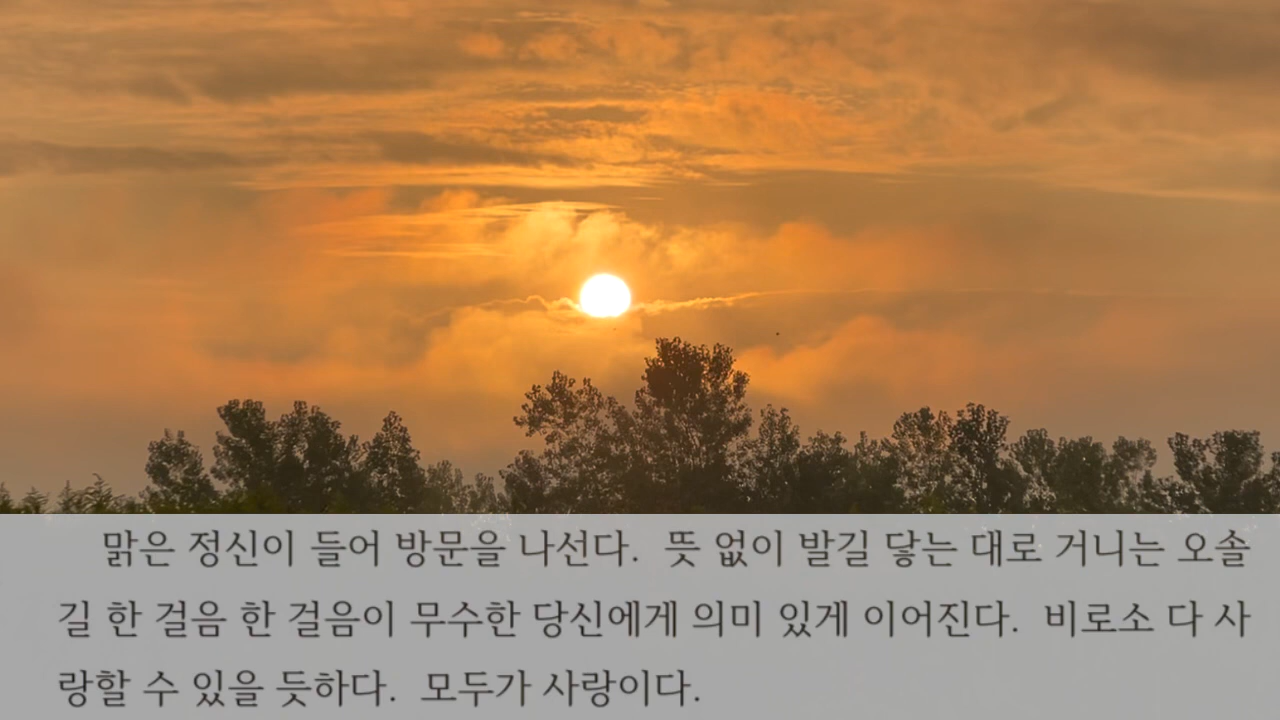 맑은 정신이 들어 방문을 나선다. 뜻 없이 발길 닿는 대로 거니는 오솔
길 한 걸음 한 걸음이 무수한 당신에게 의미 있게 이어진다. 비로소 다 사
랑할 수 있을 듯하다. 모두가 사랑이다.